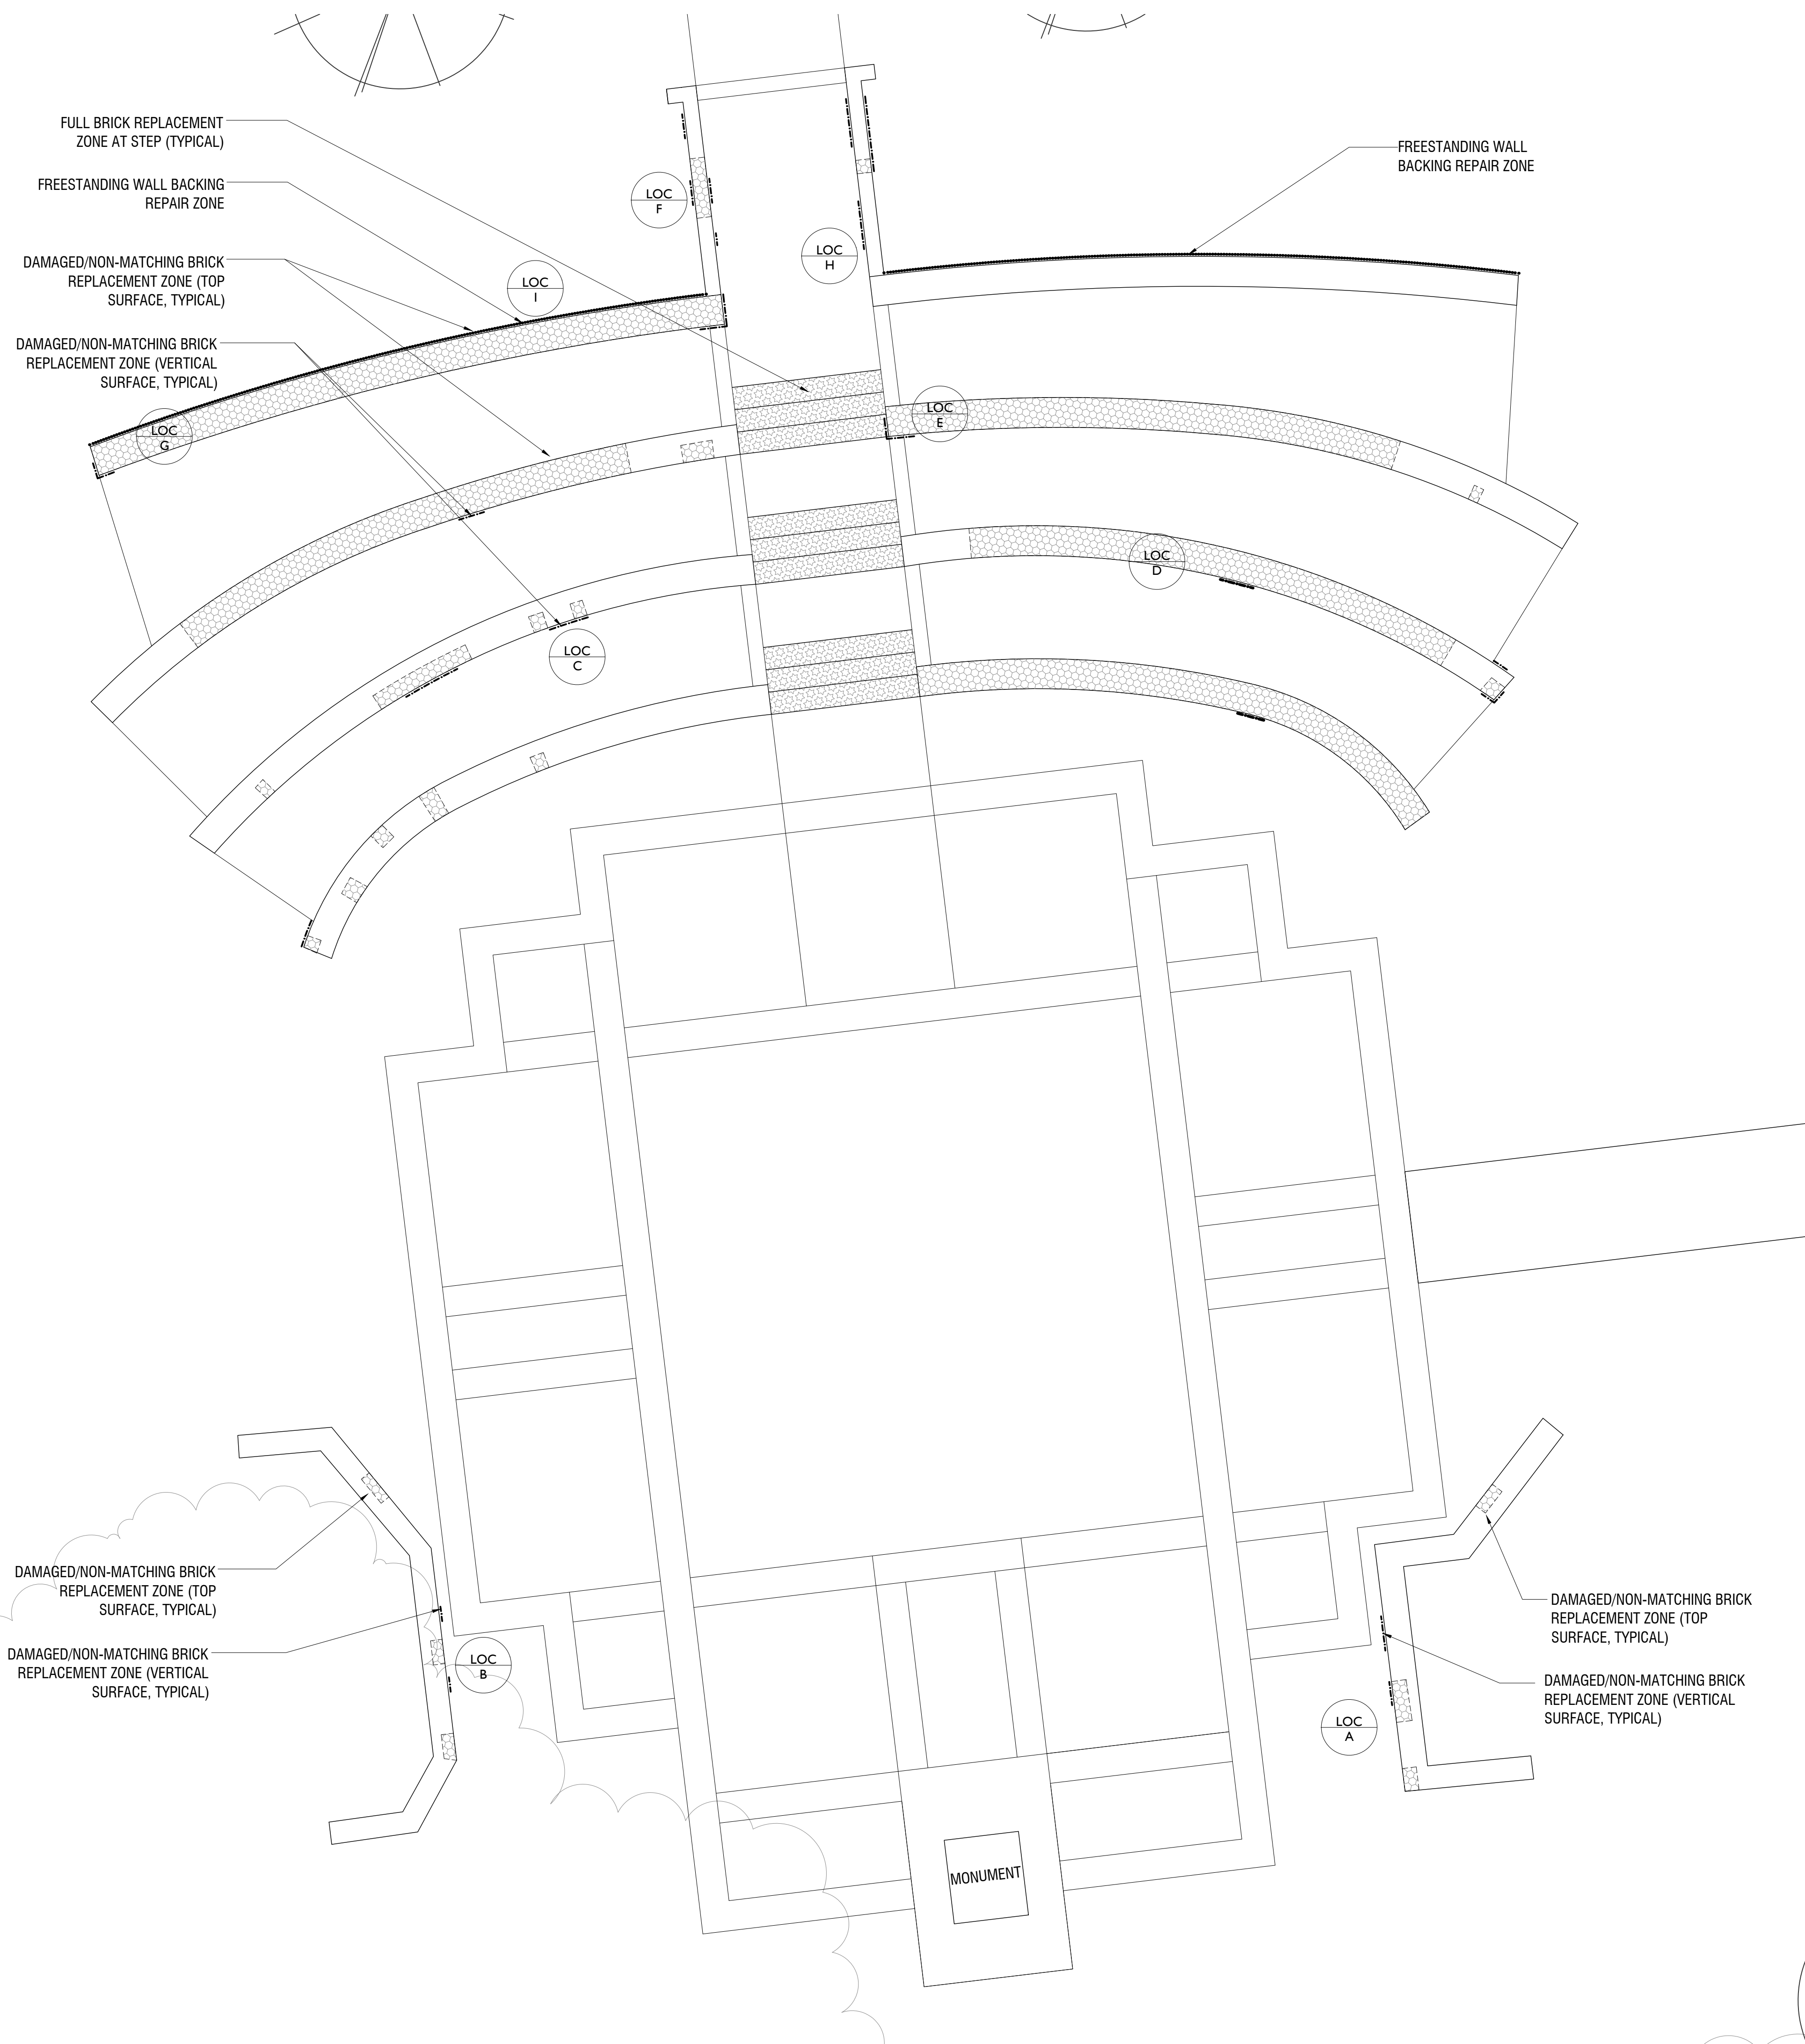 FULL BRICK REPLACEMENT
ZONE AT STEP (TYPICAL)
FREESTANDING WALL
BACKING REPAIR ZONE
FREESTANDING WALL BACKING
REPAIR ZONE
LOC
F
LOC
H
DAMAGED/NON-MATCHING BRICK
REPLACEMENT ZONE (TOP
SURFACE, TYPICAL)
LOC
I
DAMAGED/NON-MATCHING BRICK
REPLACEMENT ZONE (VERTICAL
SURFACE, TYPICAL)
LOC
G
LOC
E
LOC
D
LOC
C
DAMAGED/NON-MATCHING BRICK
REPLACEMENT ZONE (TOP
SURFACE, TYPICAL)
DAMAGED/NON-MATCHING BRICK
REPLACEMENT ZONE (VERTICAL
SURFACE, TYPICAL)
LOC
B
DAMAGED/NON-MATCHING BRICK
REPLACEMENT ZONE (TOP
SURFACE, TYPICAL)
DAMAGED/NON-MATCHING BRICK
REPLACEMENT ZONE (VERTICAL
SURFACE, TYPICAL)
LOC
A
MONUMENT